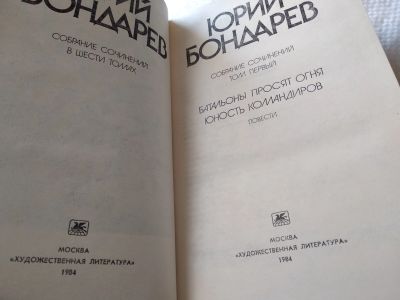 ИЙ
БОНДАРЕВ
СОБРАНИЕ СОЧИНЕНИЙ
В ШЕСТИ ТОМАХ
МОСКВА
«ХУДОЖЕСТВЕННАЯ ЛИТЕРАТУРА»
1984
ЮРИЙ
БОНДАРЕВ
СОБРАНИЕ СОЧИНЕНИЙ
ТОМ ПЕРВЫЙ
БАТАЛЬОНЫ ПРОСЯТ ОГНЯ
ЮНОСТЬ КОМАНДИРОВ
ПОВЕСТИ
МОСКВА
«ХУДОЖЕСТВЕННАЯ ЛИТЕРАТУРА»
1984